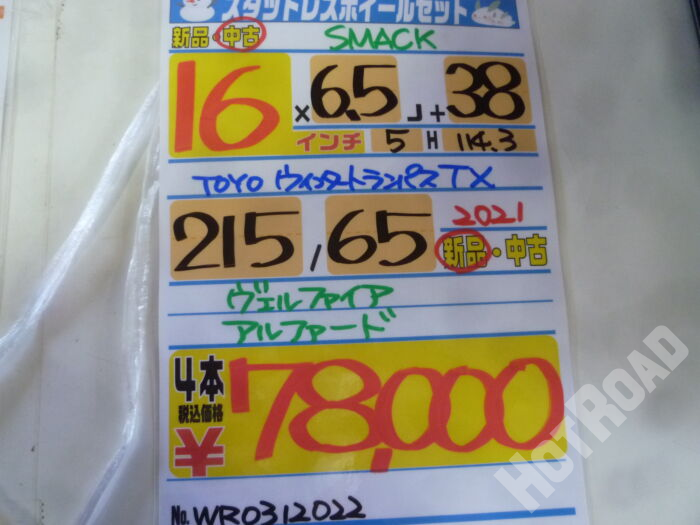 スタッドレスホイールセット
新品・中古 SMACK
16 × 6.5 J + 38
インチ 5 H 114.3
TOYO ウィンタートランパスTX
215 / 65 2021
新品・中古
ヴェルファイア
アルファード
4本
税込価格
¥78,000
No. WR0312022
HOTROAD